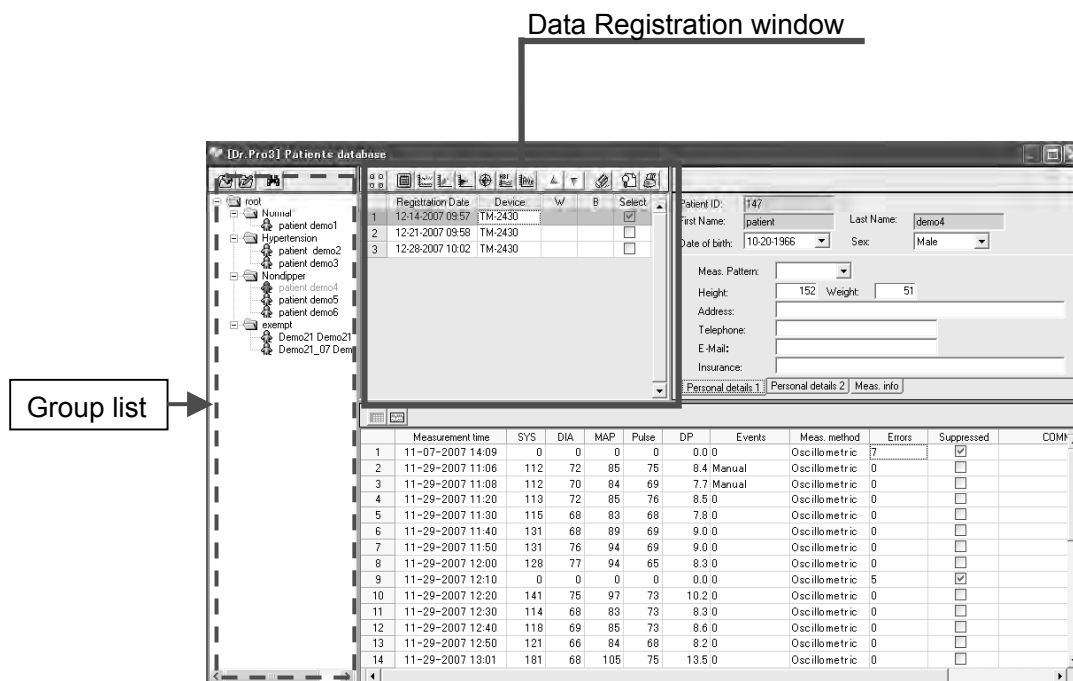 Data Registration window
[Dr.Pro3] Patients database
root
Normal
patient demo1
Hypertension
patient demo2
patient demo3
Nondipper
patient demo4
patient demo5
patient demo6
exempt
Demo21 Demo21
Demo21_07 Dem
Group list
Registration Date Device W B Select
1 12-14-2007 09:57 TM-2430
2 12-21-2007 09:58 TM-2430
3 12-28-2007 10:02 TM-2430
Patient ID: 147
First Name: patient Last Name: demo4
Date of birth: 10-20-1966 Sex: Male
Meas. Pattern:
Height: 152 Weight: 51
Address:
Telephone:
E-Mail:
Insurance:
Personal details 1 Personal details 2 Meas. info
Measurement time SYS DIA MAP Pulse DP Events Meas. method Errors Suppressed COMM
1 11-07-2007 14:09 0 0 0 0 0.0 0 Oscillometric 7
2 11-29-2007 11:06 112 72 85 75 8.4 Manual Oscillometric 0
3 11-29-2007 11:08 112 70 84 69 7.7 Manual Oscillometric 0
4 11-29-2007 11:20 113 72 85 76 8.5 0 Oscillometric 0
5 11-29-2007 11:30 115 68 83 68 7.8 0 Oscillometric 0
6 11-29-2007 11:40 131 68 89 69 9.0 0 Oscillometric 0
7 11-29-2007 11:50 131 76 94 69 9.0 0 Oscillometric 0
8 11-29-2007 12:00 128 77 94 65 8.3 0 Oscillometric 0
9 11-29-2007 12:10 0 0 0 0 0.0 0 Oscillometric 5
10 11-29-2007 12:20 141 75 97 73 10.2 0 Oscillometric 0
11 11-29-2007 12:30 114 68 83 73 8.3 0 Oscillometric 0
12 11-29-2007 12:40 118 69 85 73 8.6 0 Oscillometric 0
13 11-29-2007 12:50 121 66 84 68 8.2 0 Oscillometric 0
14 11-29-2007 13:01 181 68 105 75 13.5 0 Oscillometric 0